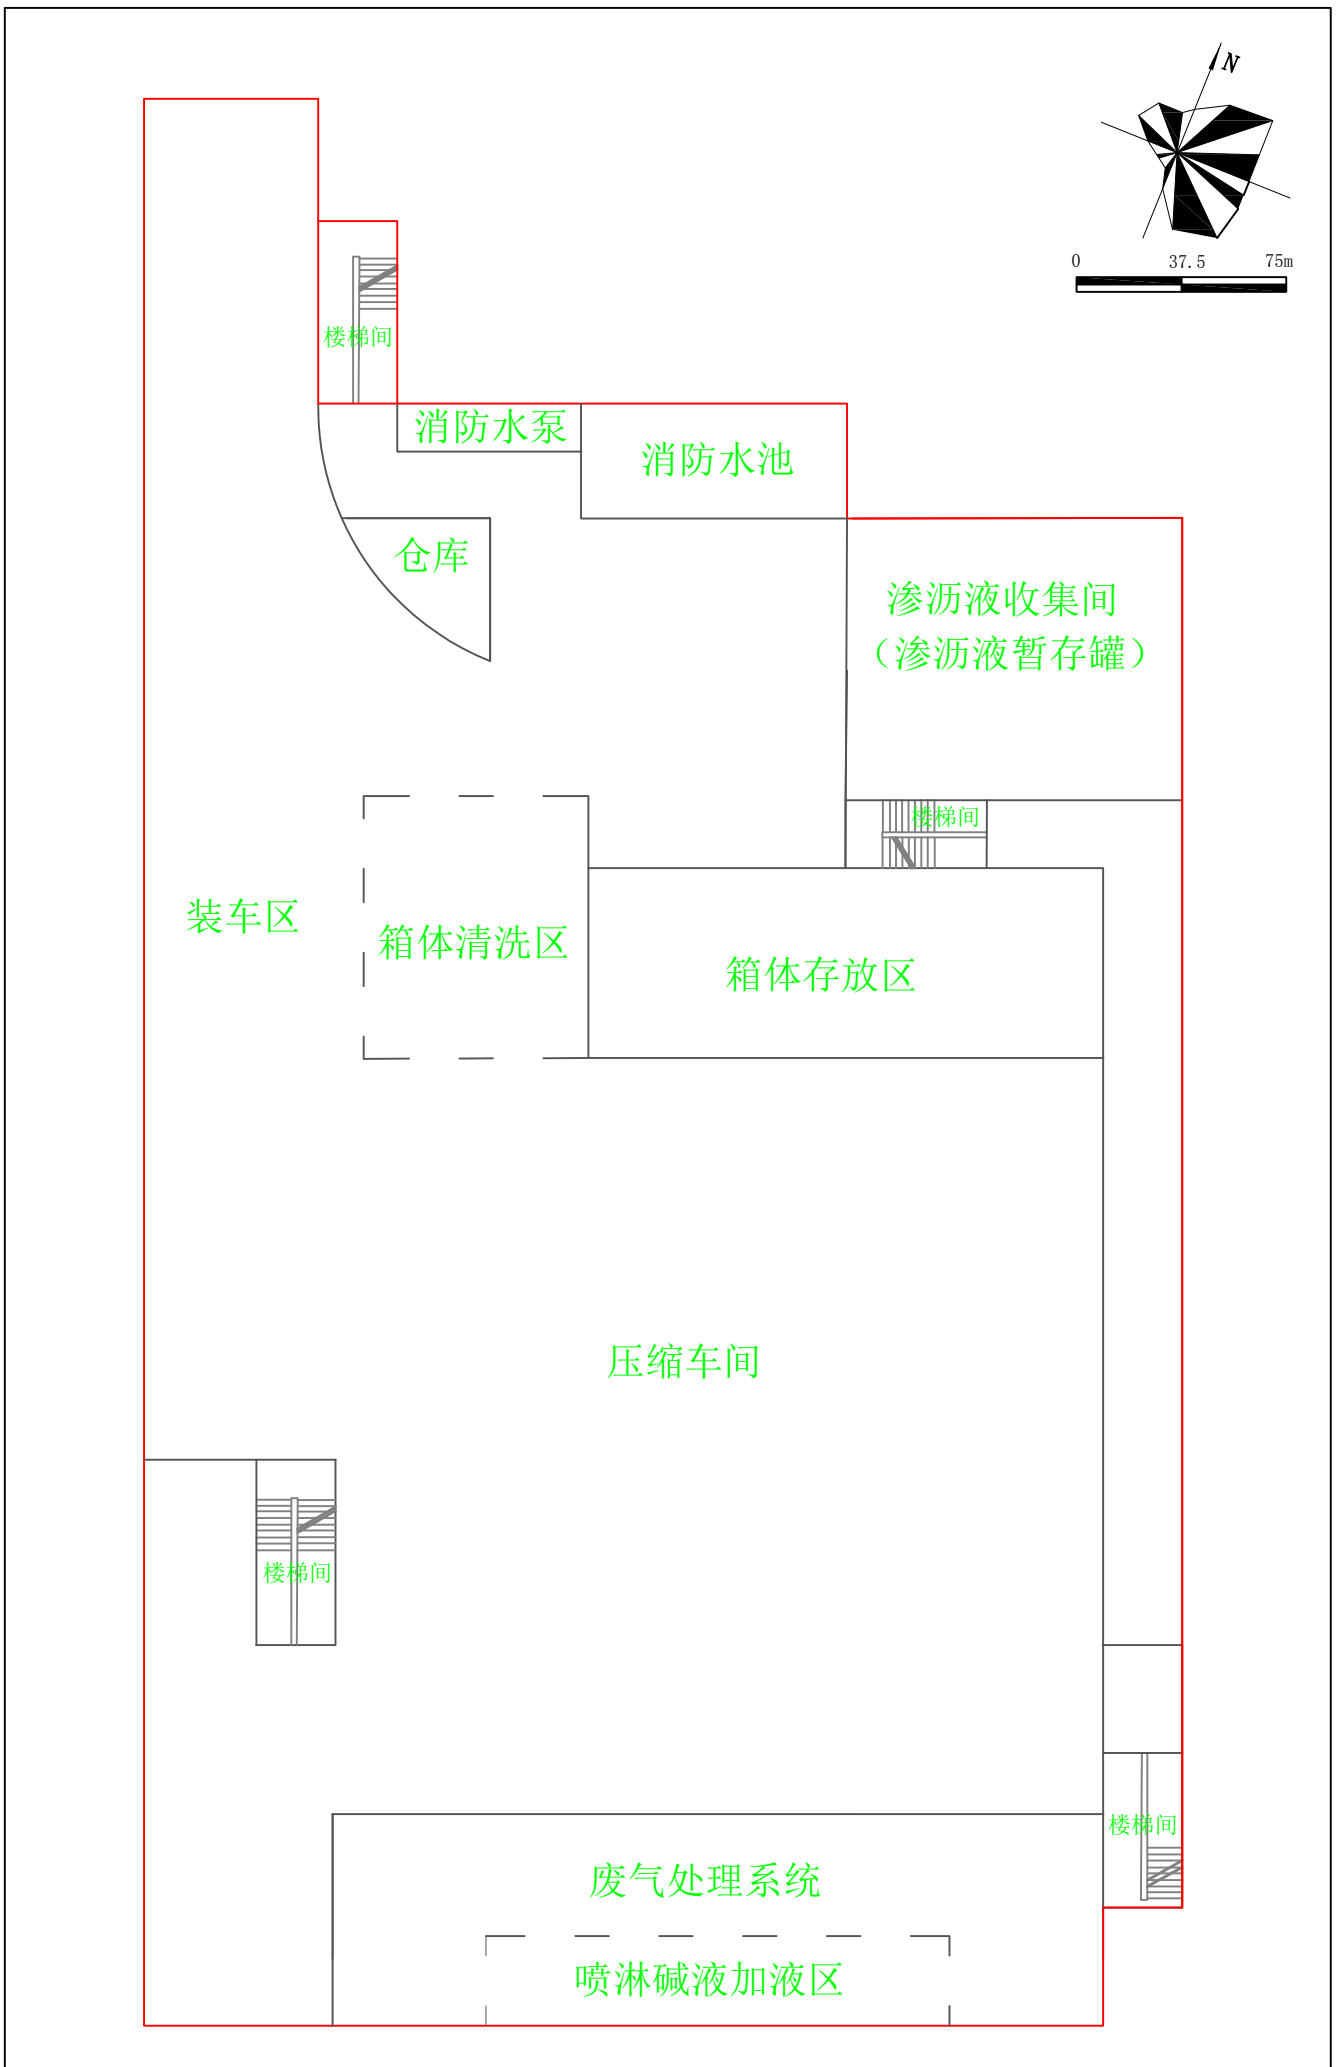 N
0 37.5 75m
楼梯间
消防水泵
消防水池
仓库
渗沥液收集间
（渗沥液暂存罐）
楼梯间
装车区
箱体清洗区
箱体存放区
压缩车间
楼梯间
楼梯间
废气处理系统
喷淋碱液加液区